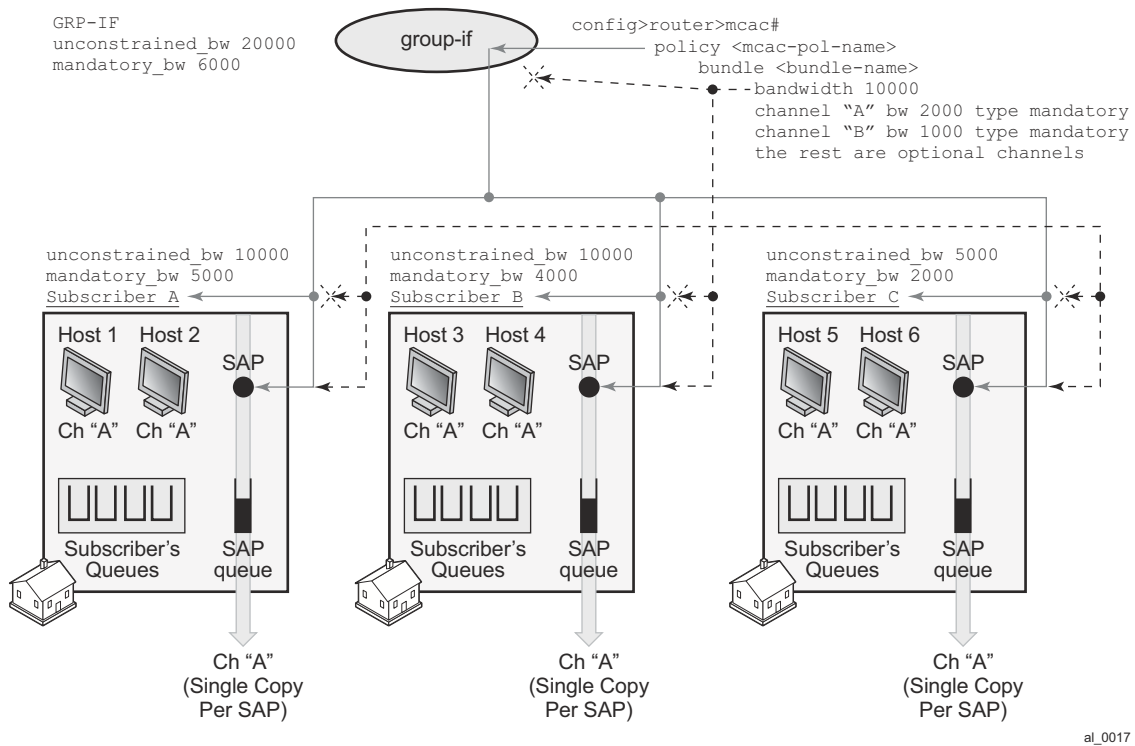 GRP-IF
unconstrained_bw 20000
mandatory_bw 6000
group-if
config>router>mcac#
policy <mcac-pol-name>
bundle <bundle-name>
bandwidth 10000
channel “A” bw 2000 type mandatory
channel “B” bw 1000 type mandatory
the rest are optional channels
unconstrained_bw 10000
mandatory_bw 5000
Subscriber A
unconstrained_bw 10000
mandatory_bw 4000
Subscriber B
unconstrained_bw 5000
mandatory_bw 2000
Subscriber C
Host 1 Host 2
SAP
Ch “A” Ch “A”
Subscriber’s
Queues
SAP
queue
Ch “A”
(Single Copy
Per SAP)
Host 3 Host 4
SAP
Ch “A” Ch “A”
Subscriber’s
Queues
SAP
queue
Ch “A”
(Single Copy
Per SAP)
Host 5 Host 6
SAP
Ch “A” Ch “A”
Subscriber’s
Queues
SAP
queue
Ch “A”
(Single Copy
Per SAP)
al_0017